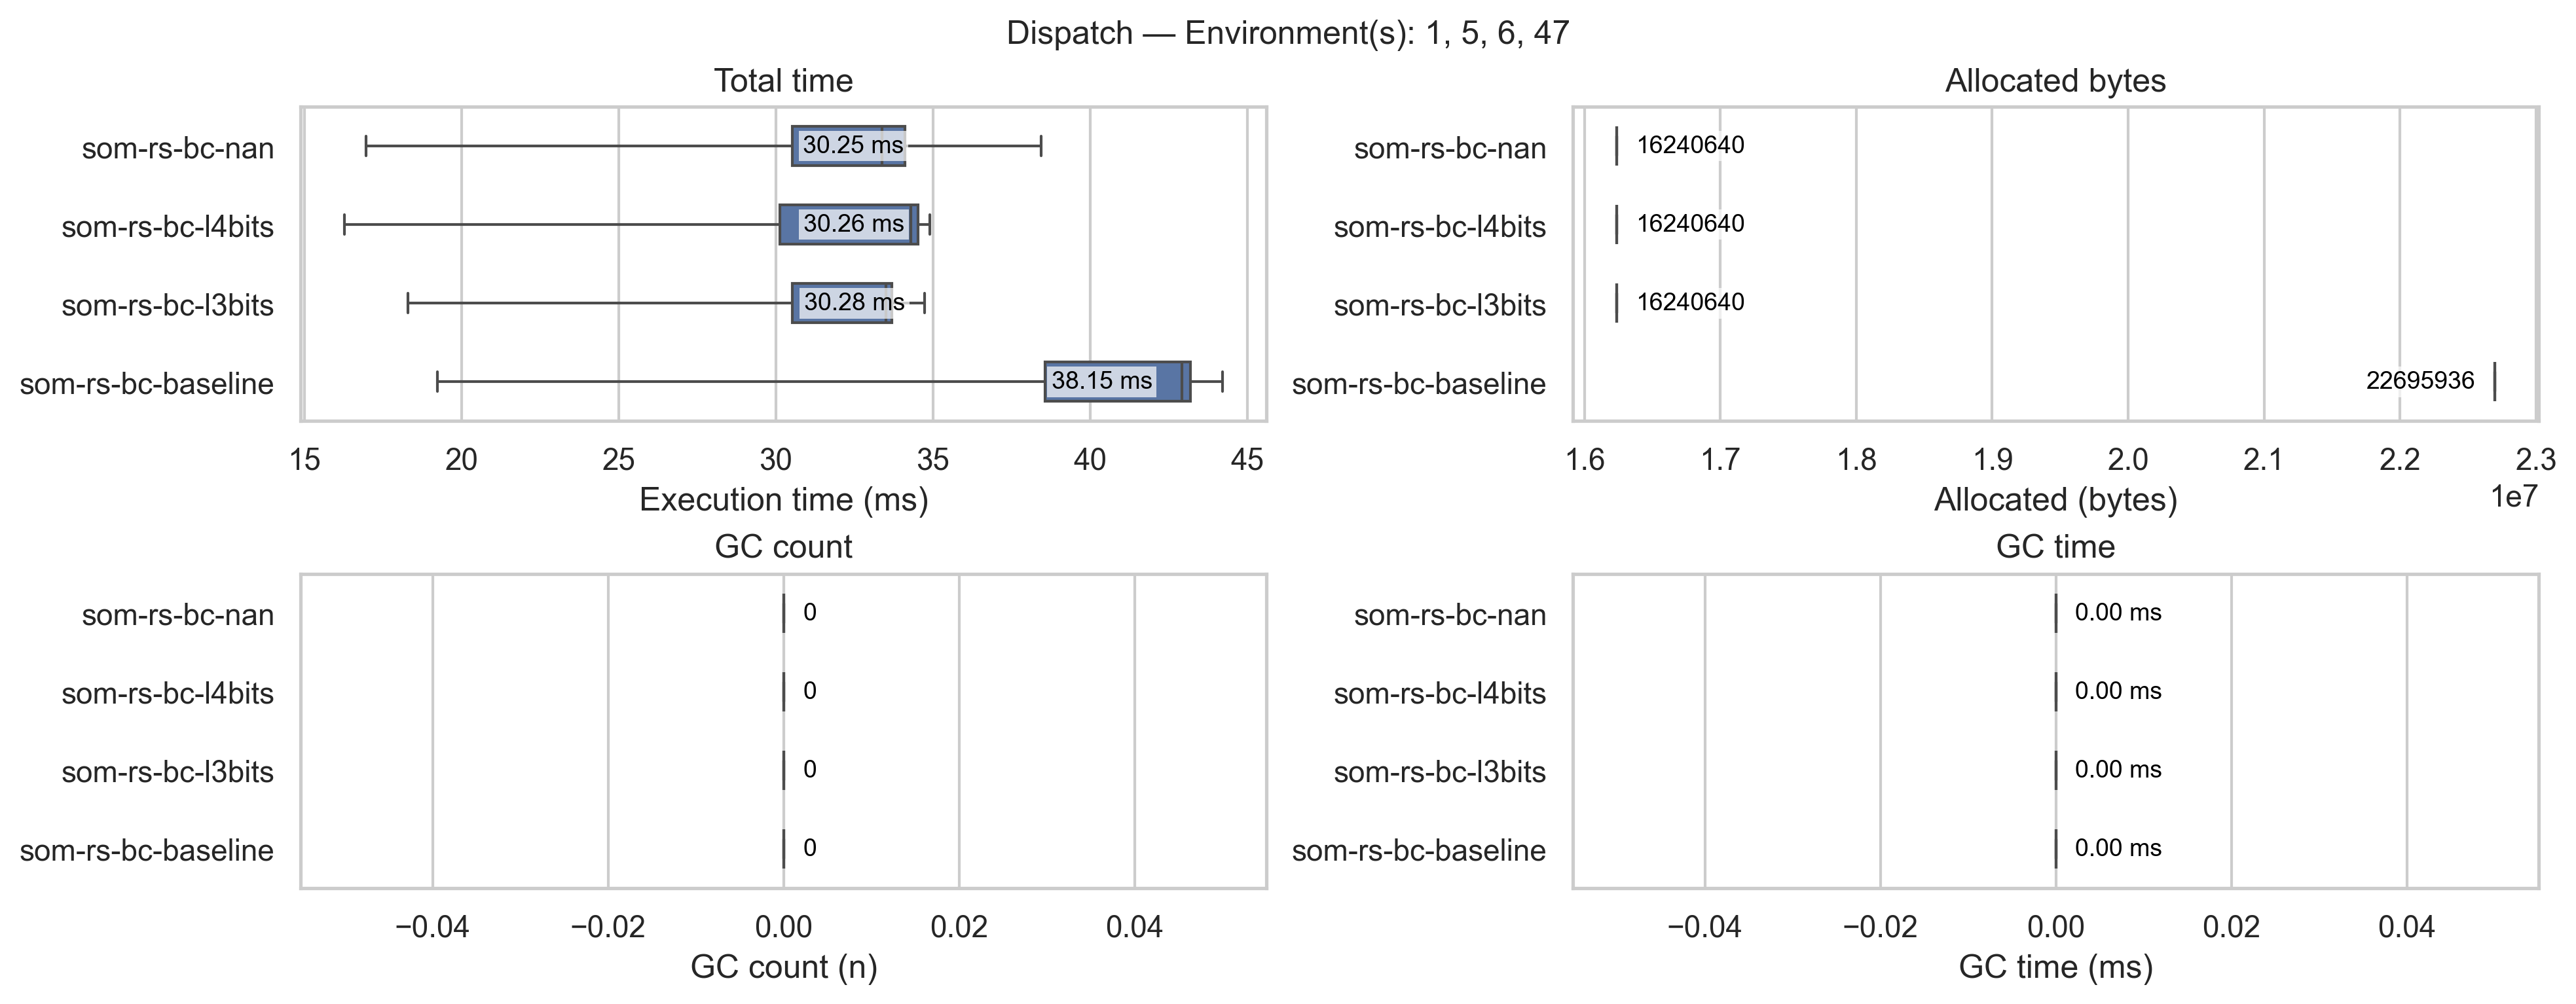 Dispatch — Environment(s): 1, 5, 6, 47
Total time
som-rs-bc-nan
30.25 ms
som-rs-bc-l4bits
30.26 ms
som-rs-bc-l3bits
30.28 ms
som-rs-bc-baseline
38.15 ms
15 20 25 30 35 40 45
Execution time (ms)
Allocated bytes
som-rs-bc-nan
16240640
som-rs-bc-l4bits
16240640
som-rs-bc-l3bits
16240640
som-rs-bc-baseline
22695936
1.6 1.7 1.8 1.9 2.0 2.1 2.2 2.3
1e7
Allocated (bytes)
GC count
som-rs-bc-nan
0
som-rs-bc-l4bits
0
som-rs-bc-l3bits
0
som-rs-bc-baseline
0
−0.04 −0.02 0.00 0.02 0.04
GC count (n)
GC time
som-rs-bc-nan
0.00 ms
som-rs-bc-l4bits
0.00 ms
som-rs-bc-l3bits
0.00 ms
som-rs-bc-baseline
0.00 ms
−0.04 −0.02 0.00 0.02 0.04
GC time (ms)